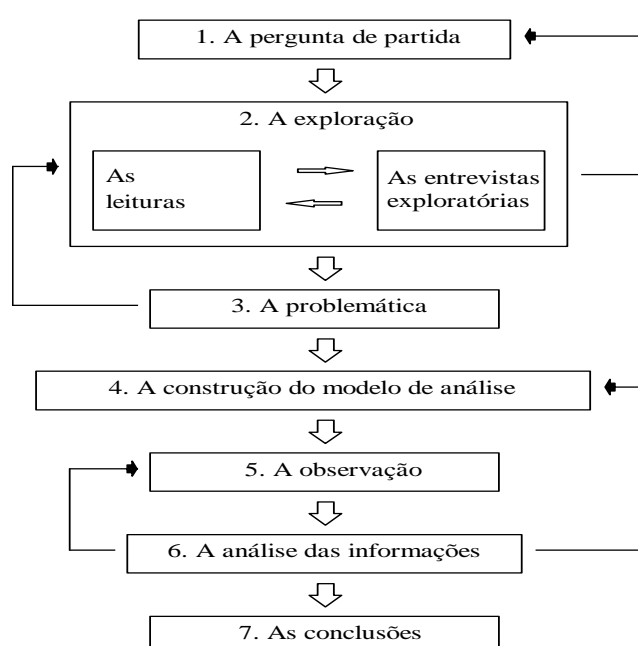 1. A pergunta de partida
2. A exploração
As
leituras
As entrevistas
exploratórias
3. A problemática
4. A construção do modelo de análise
5. A observação
6. A análise das informações
7. As conclusões